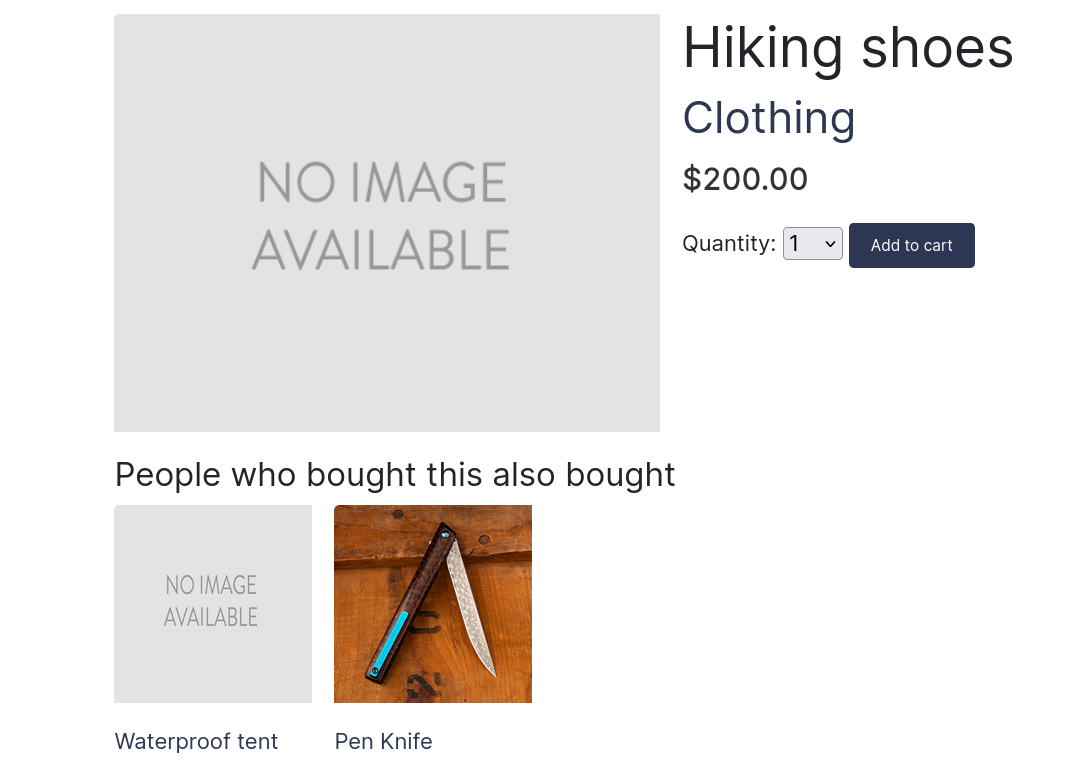 NO IMAGE
AVAILABLE
Hiking shoes
Clothing
$200.00
Quantity: 1 Add to cart
People who bought this also bought
NO IMAGE
AVAILABLE
Waterproof tent
Pen Knife